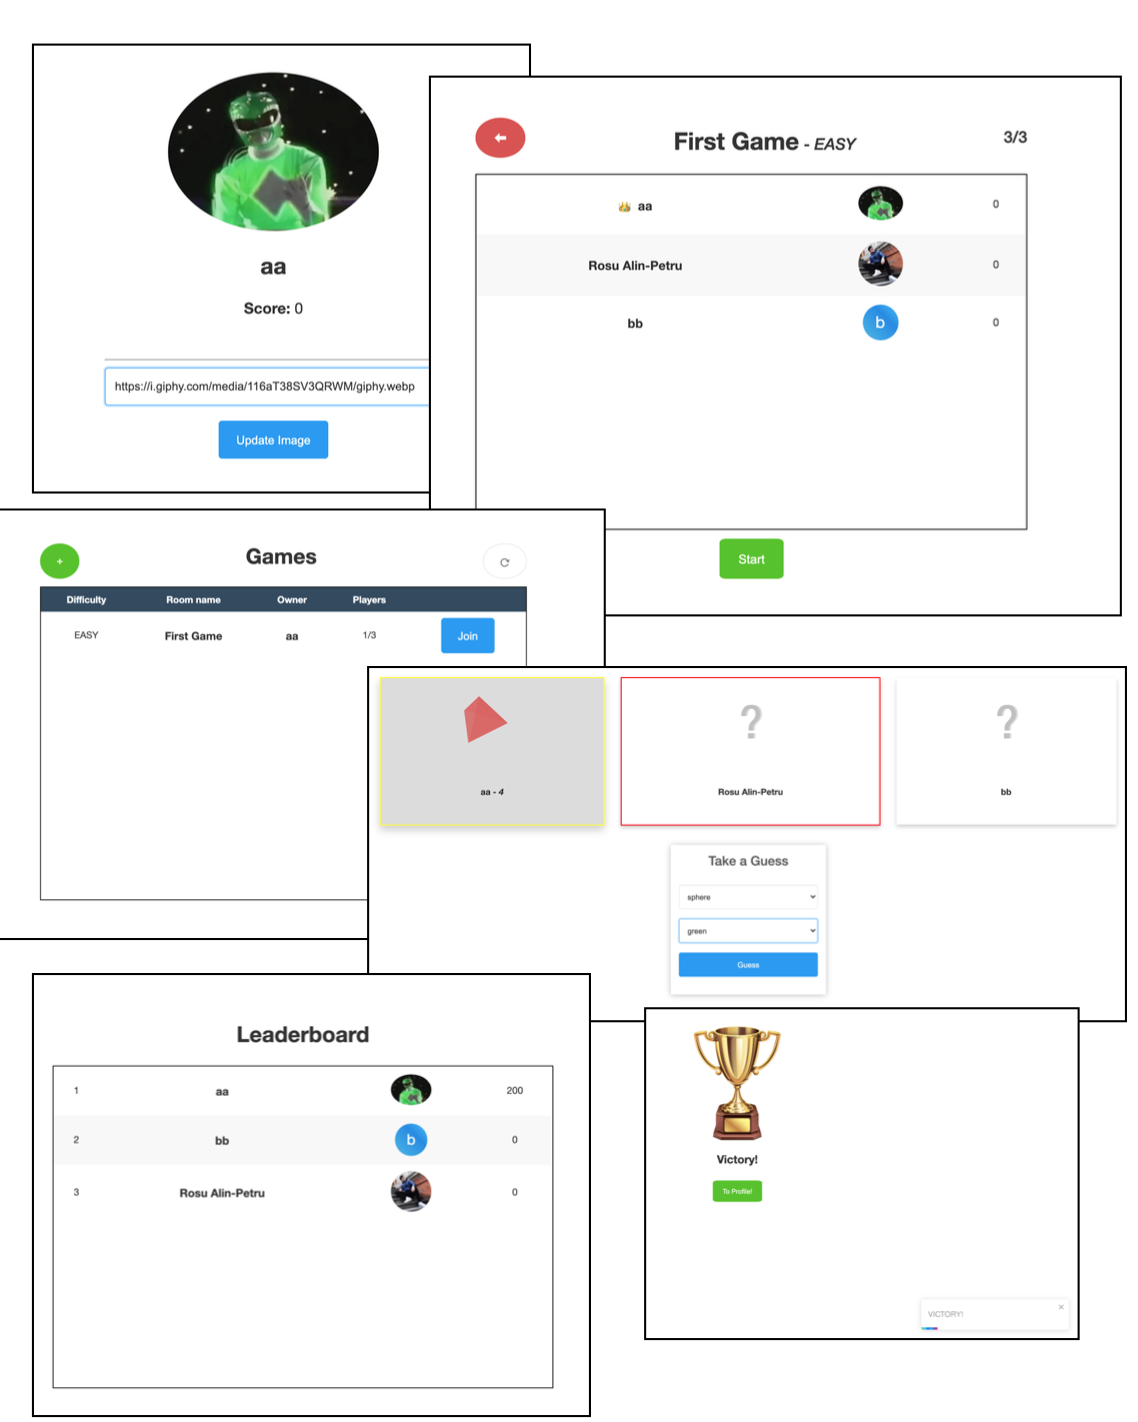 aa
Score: 0
https://i.giphy.com/media/116aT38SV3QRWM/giphy.webp
Update Image
First Game - EASY
3/3
aa 0
Rosu Alin-Petru 0
bb b 0
Start
+
Games
Difficulty Room name Owner Players
EASY First Game aa 1/3 Join
? ?
aa - 4 Rosu Alin-Petru bb
Take a Guess
sphere
green
Guess
Leaderboard
1 aa 200
2 bb b 0
3 Rosu Alin-Petru 0
Victory!
To Profile!
VICTORY!